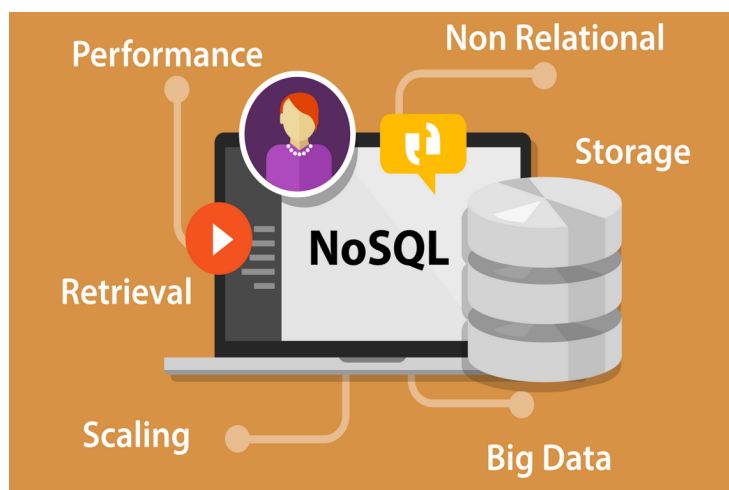 Performance
Non Relational
Storage
NoSQL
Retrieval
Scaling
Big Data